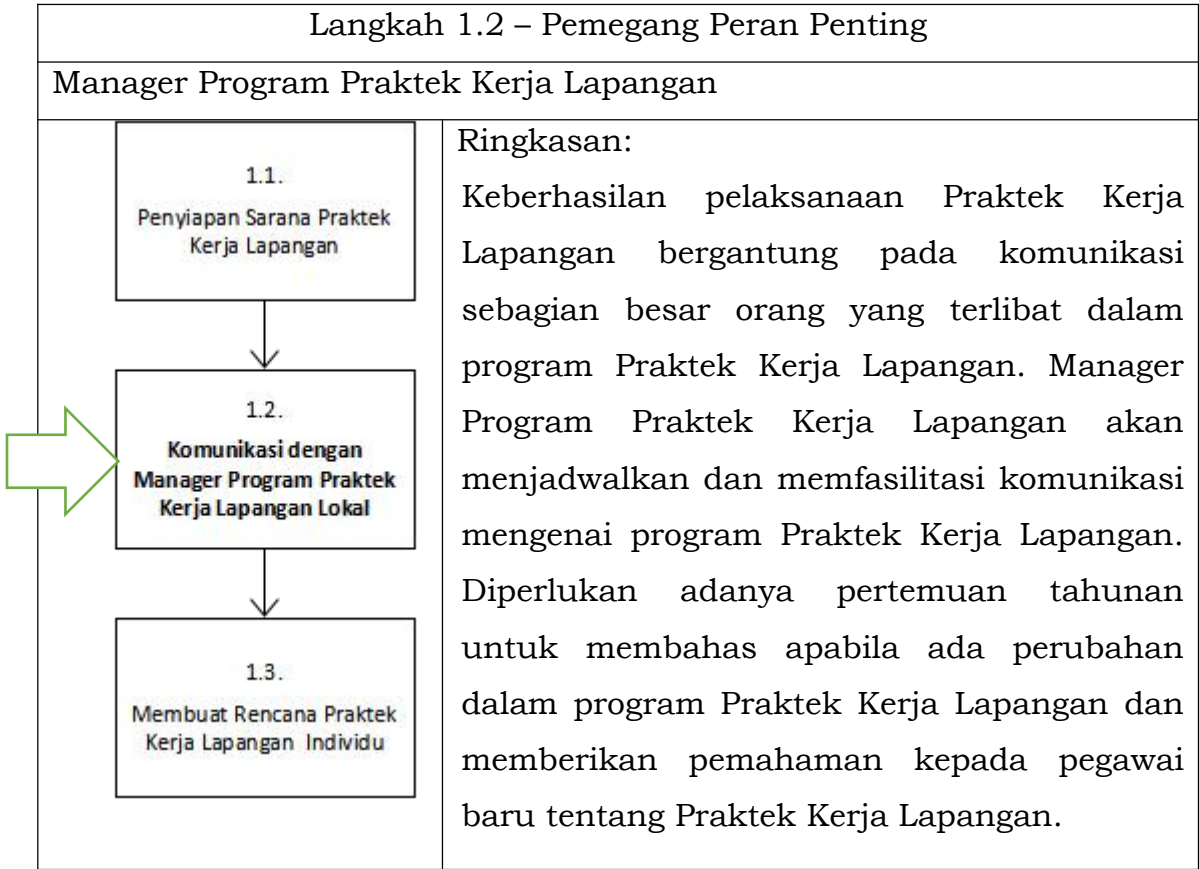 Langkah 1.2 – Pemegang Peran Penting
Manager Program Praktek Kerja Lapangan
1.1.
Penyiapan Sarana Praktek
Kerja Lapangan
1.2.
Komunikasi dengan
Manager Program Praktek
Kerja Lapangan Lokal
1.3.
Membuat Rencana Praktek
Kerja Lapangan Individu
Ringkasan:
Keberhasilan pelaksanaan Praktek Kerja
Lapangan bergantung pada komunikasi
sebagian besar orang yang terlibat dalam
program Praktek Kerja Lapangan. Manager
Program Praktek Kerja Lapangan akan
menjadwalkan dan memfasilitasi komunikasi
mengenai program Praktek Kerja Lapangan.
Diperlukan adanya pertemuan tahunan
untuk membahas apabila ada perubahan
dalam program Praktek Kerja Lapangan dan
memberikan pemahaman kepada pegawai
baru tentang Praktek Kerja Lapangan.